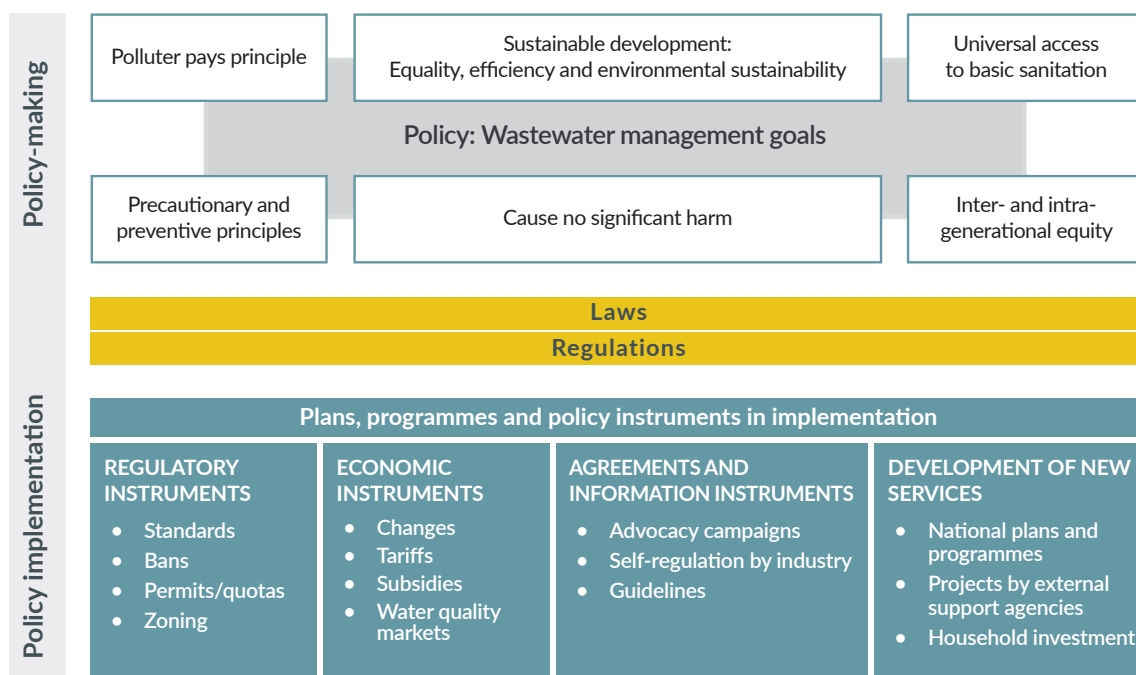 Policy-making
Polluter pays principle
Sustainable development:
Equality, efficiency and environmental sustainability
Universal access
to basic sanitation
Policy: Wastewater management goals
Precautionary and
preventive principles
Cause no significant harm
Inter- and intra-
generational equity
Laws
Regulations
Policy implementation
Plans, programmes and policy instruments in implementation
REGULATORY
INSTRUMENTS
• Standards
• Bans
• Permits/quotas
• Zoning
ECONOMIC
INSTRUMENTS
• Changes
• Tariffs
• Subsidies
• Water quality
markets
AGREEMENTS AND
INFORMATION INSTRUMENTS
• Advocacy campaigns
• Self-regulation by industry
• Guidelines
DEVELOPMENT OF NEW
SERVICES
• National plans and
programmes
• Projects by external
support agencies
• Household investment